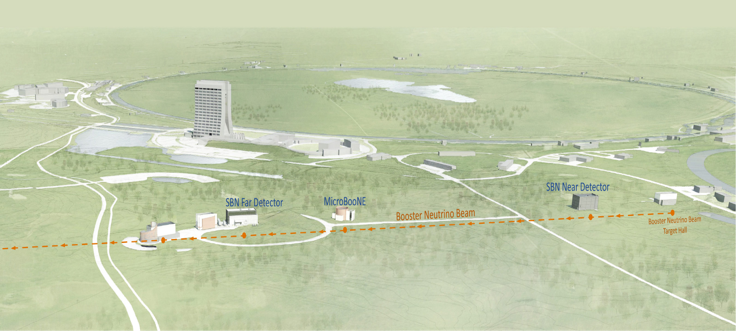 SBN Far Detector
MicroBooNE
Booster Neutrino Beam
SBN Near Detector
Booster Neutrino Beam
Target Hall